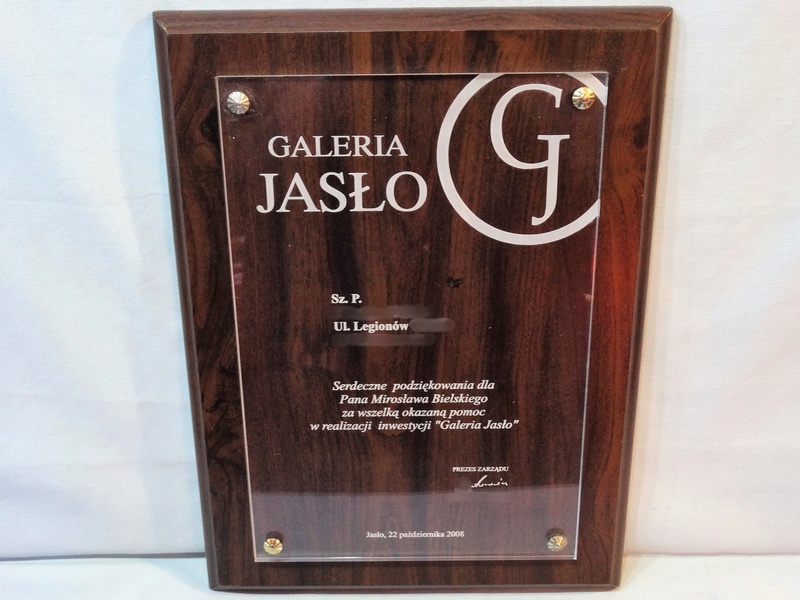 GJ
GALERIA
JASŁO
Sz. P.
Ul. Legionów
Serdeczne podziękowania dla
Pana Mirosława Bielskiego
za wszelką okazaną pomoc
w realizacji inwestycji "Galeria Jasło"
PREZES ZARZĄDU
Jasło, 22 października 2008